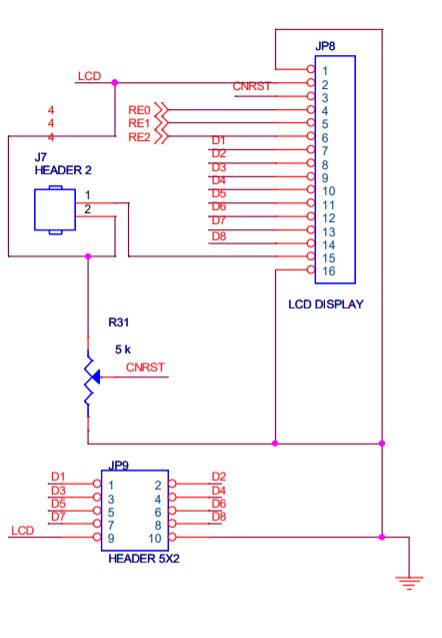 JP8
LCD
1
2
CNRST
3
4 RE0 4
4 RE1 5
4 RE2 6
D1
7
D2
8
D3
9
D4
10
D5
11
D6
12
D7
13
D8
14
15
16
J7
HEADER 2
1
2
LCD DISPLAY
R31
5 k
CNRST
JP9
D1 1 2 D2
D3 3 4 D4
D5 5 6 D6
D7 7 8 D8
LCD 9 10
HEADER 5X2